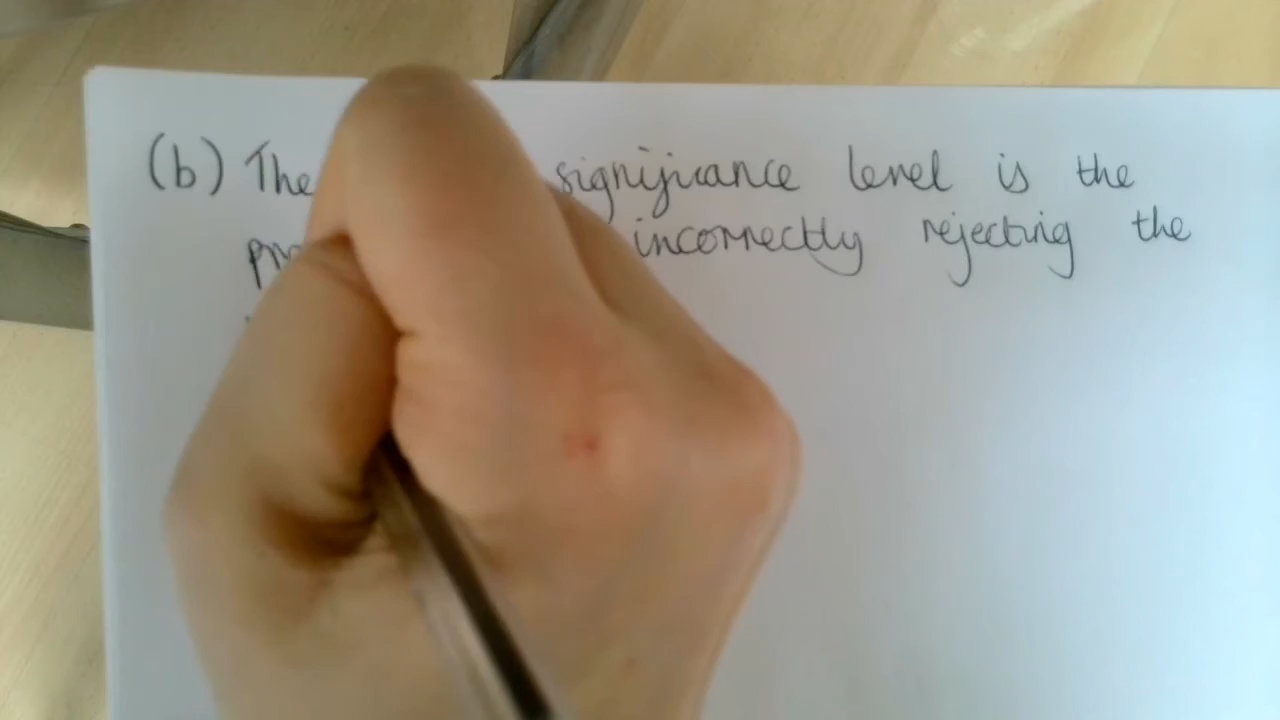 (b) The significance level is the
incorrectly rejecting the